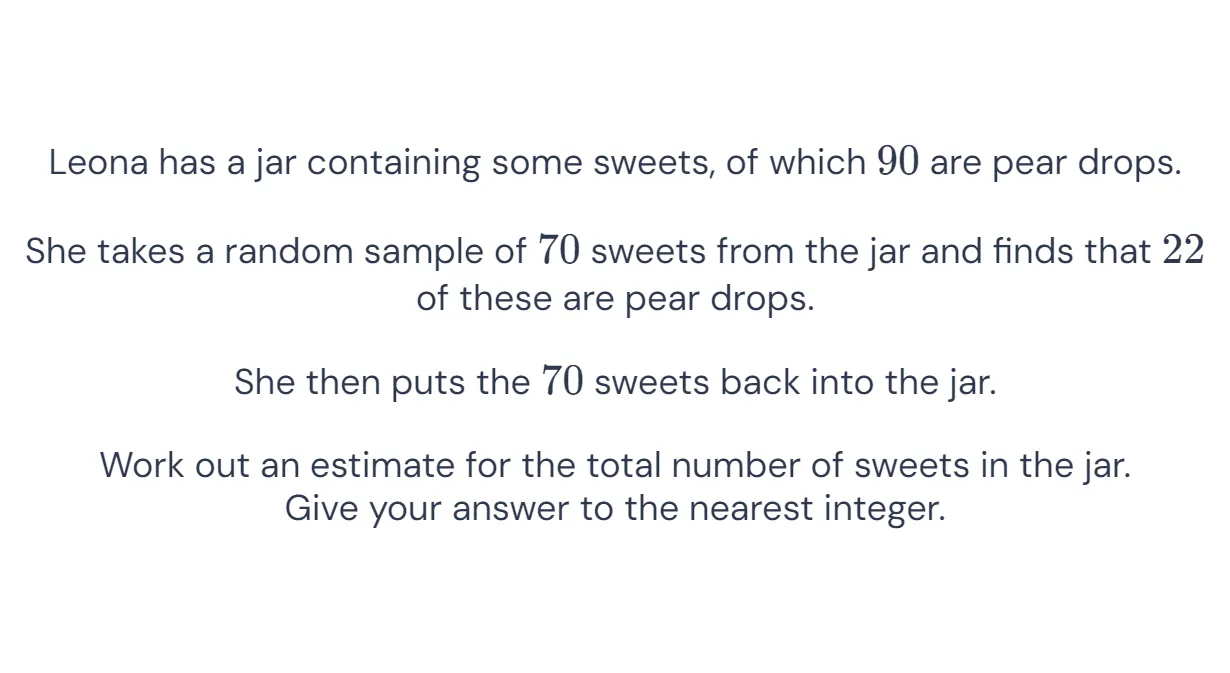 Leona has a jar containing some sweets, of which 90 are pear drops.
She takes a random sample of 70 sweets from the jar and finds that 22
of these are pear drops.
She then puts the 70 sweets back into the jar.
Work out an estimate for the total number of sweets in the jar.
Give your answer to the nearest integer.